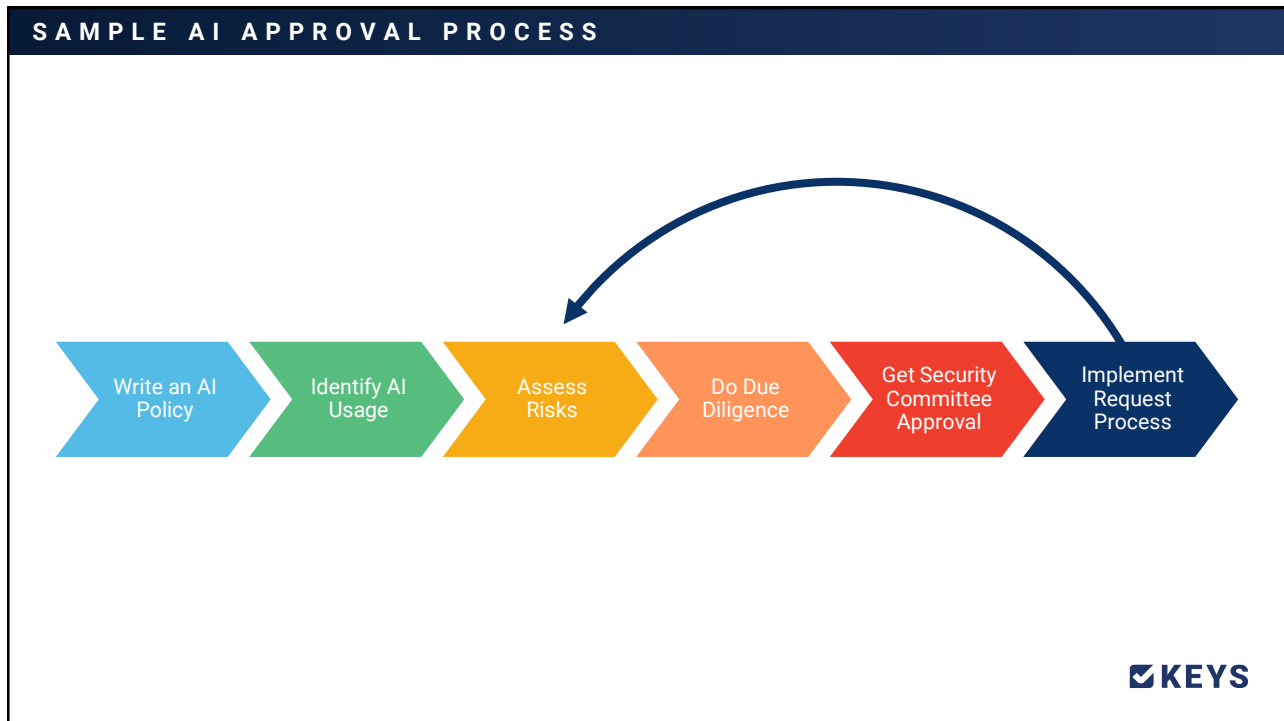 SAMPLE AI APPROVAL PROCESS
Write an AI
Policy
Identify AI
Usage
Assess
Risks
Do Due
Diligence
Get Security
Committee
Approval
Implement
Request
Process
KEYS